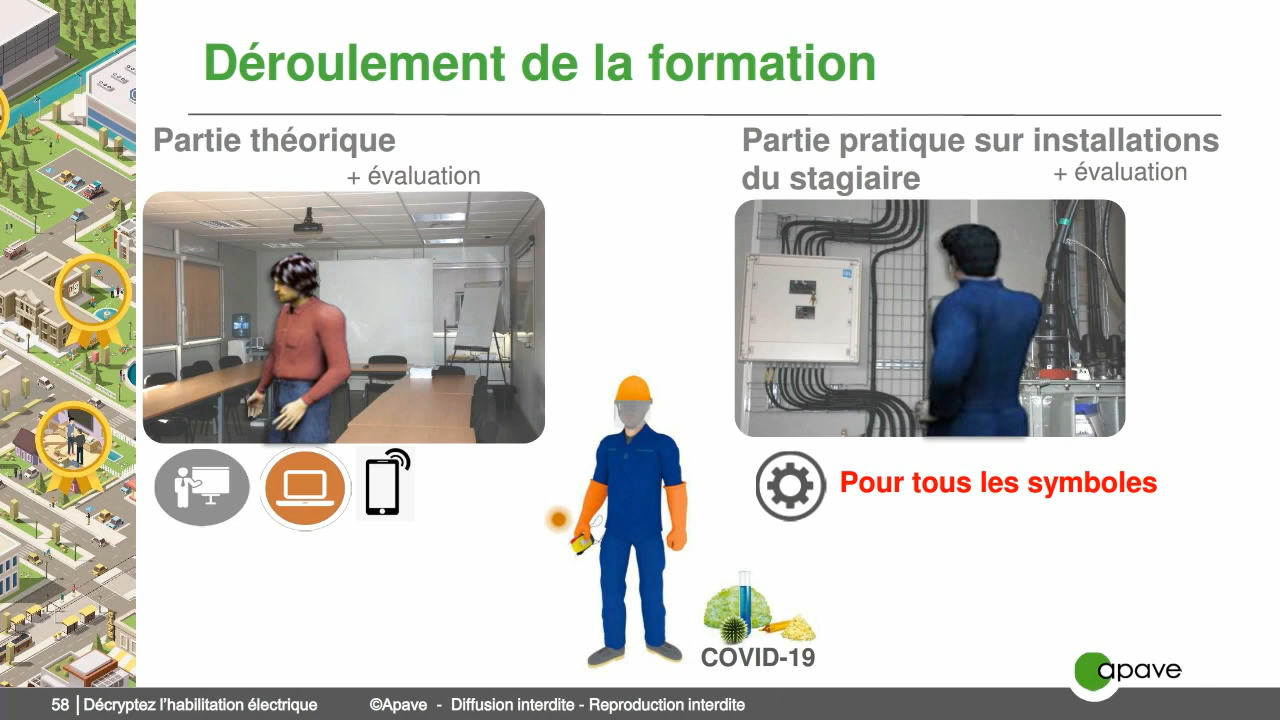 Déroulement de la formation
Partie théorique
+ évaluation
Partie pratique sur installations
du stagiaire
+ évaluation
Pour tous les symboles
COVID-19
apave
58 Décryptez l'habilitation électrique ©Apave - Diffusion interdite - Reproduction interdite